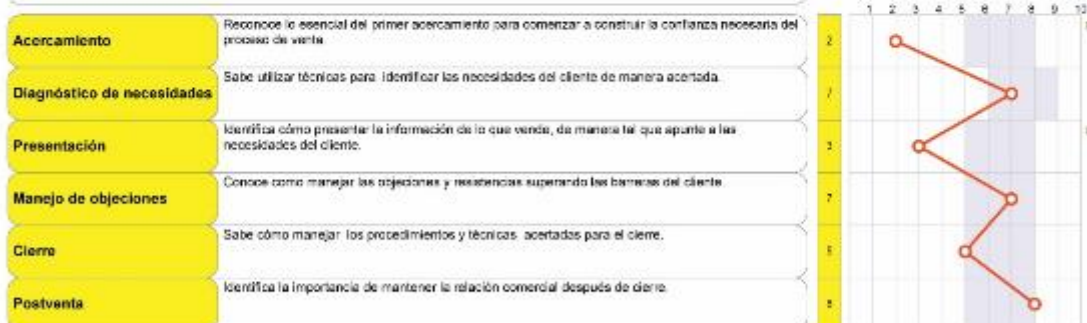 1 2 3 4 5 6 7 8 9 10
Acercamiento
Reconoce lo esencial del primer acercamiento para comenzar a construir la confianza necesaria del
proceso de venta
2
Diagnóstico de necesidades
Sabe utilizar técnicas para identificar las necesidades del cliente de manera acertada.
7
Presentación
Identifica cómo presentar la información de lo que vende, de manera tal que apunte a las
necesidades del cliente.
3
Manejo de objeciones
Conoce como manejar las objeciones y resistencias superando las barreras del cliente
7
Cierre
Sabe cómo manejar los procedimientos y técnicas acertadas para el cierre.
5
Postventa
Identifica la importancia de mantener la relación comercial después de cierre.
8